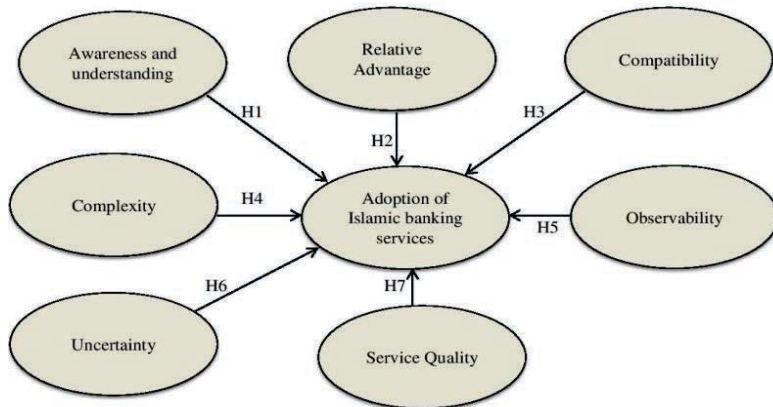 Awareness and
understanding
Relative
Advantage
Compatibility
H1
H2
H3
Complexity
H4
Adoption of
Islamic banking
services
H5
Observability
H6
H7
Uncertainty
Service Quality